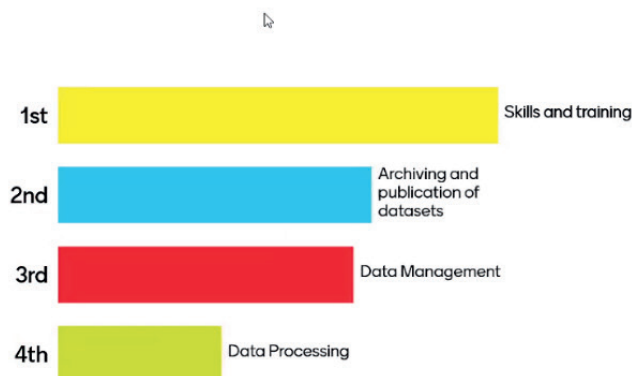 1st
Skills and training
2nd
Archiving and
publication of
datasets
3rd
Data Management
4th
Data Processing